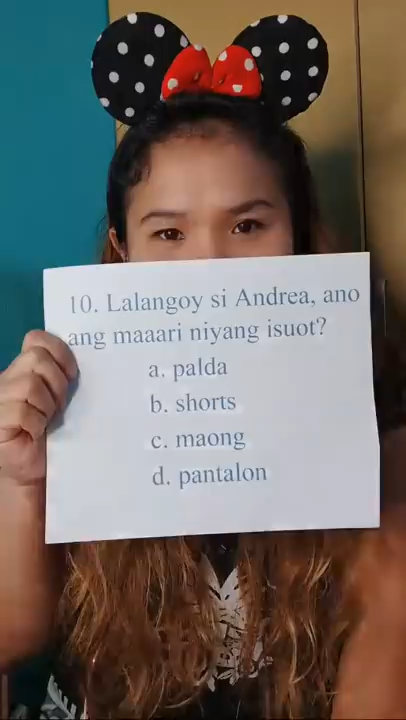 10. Lalangoy si Andrea, ano
ang maaari niyang isuot?
a. palda
b. shorts
c. maong
d. pantalon